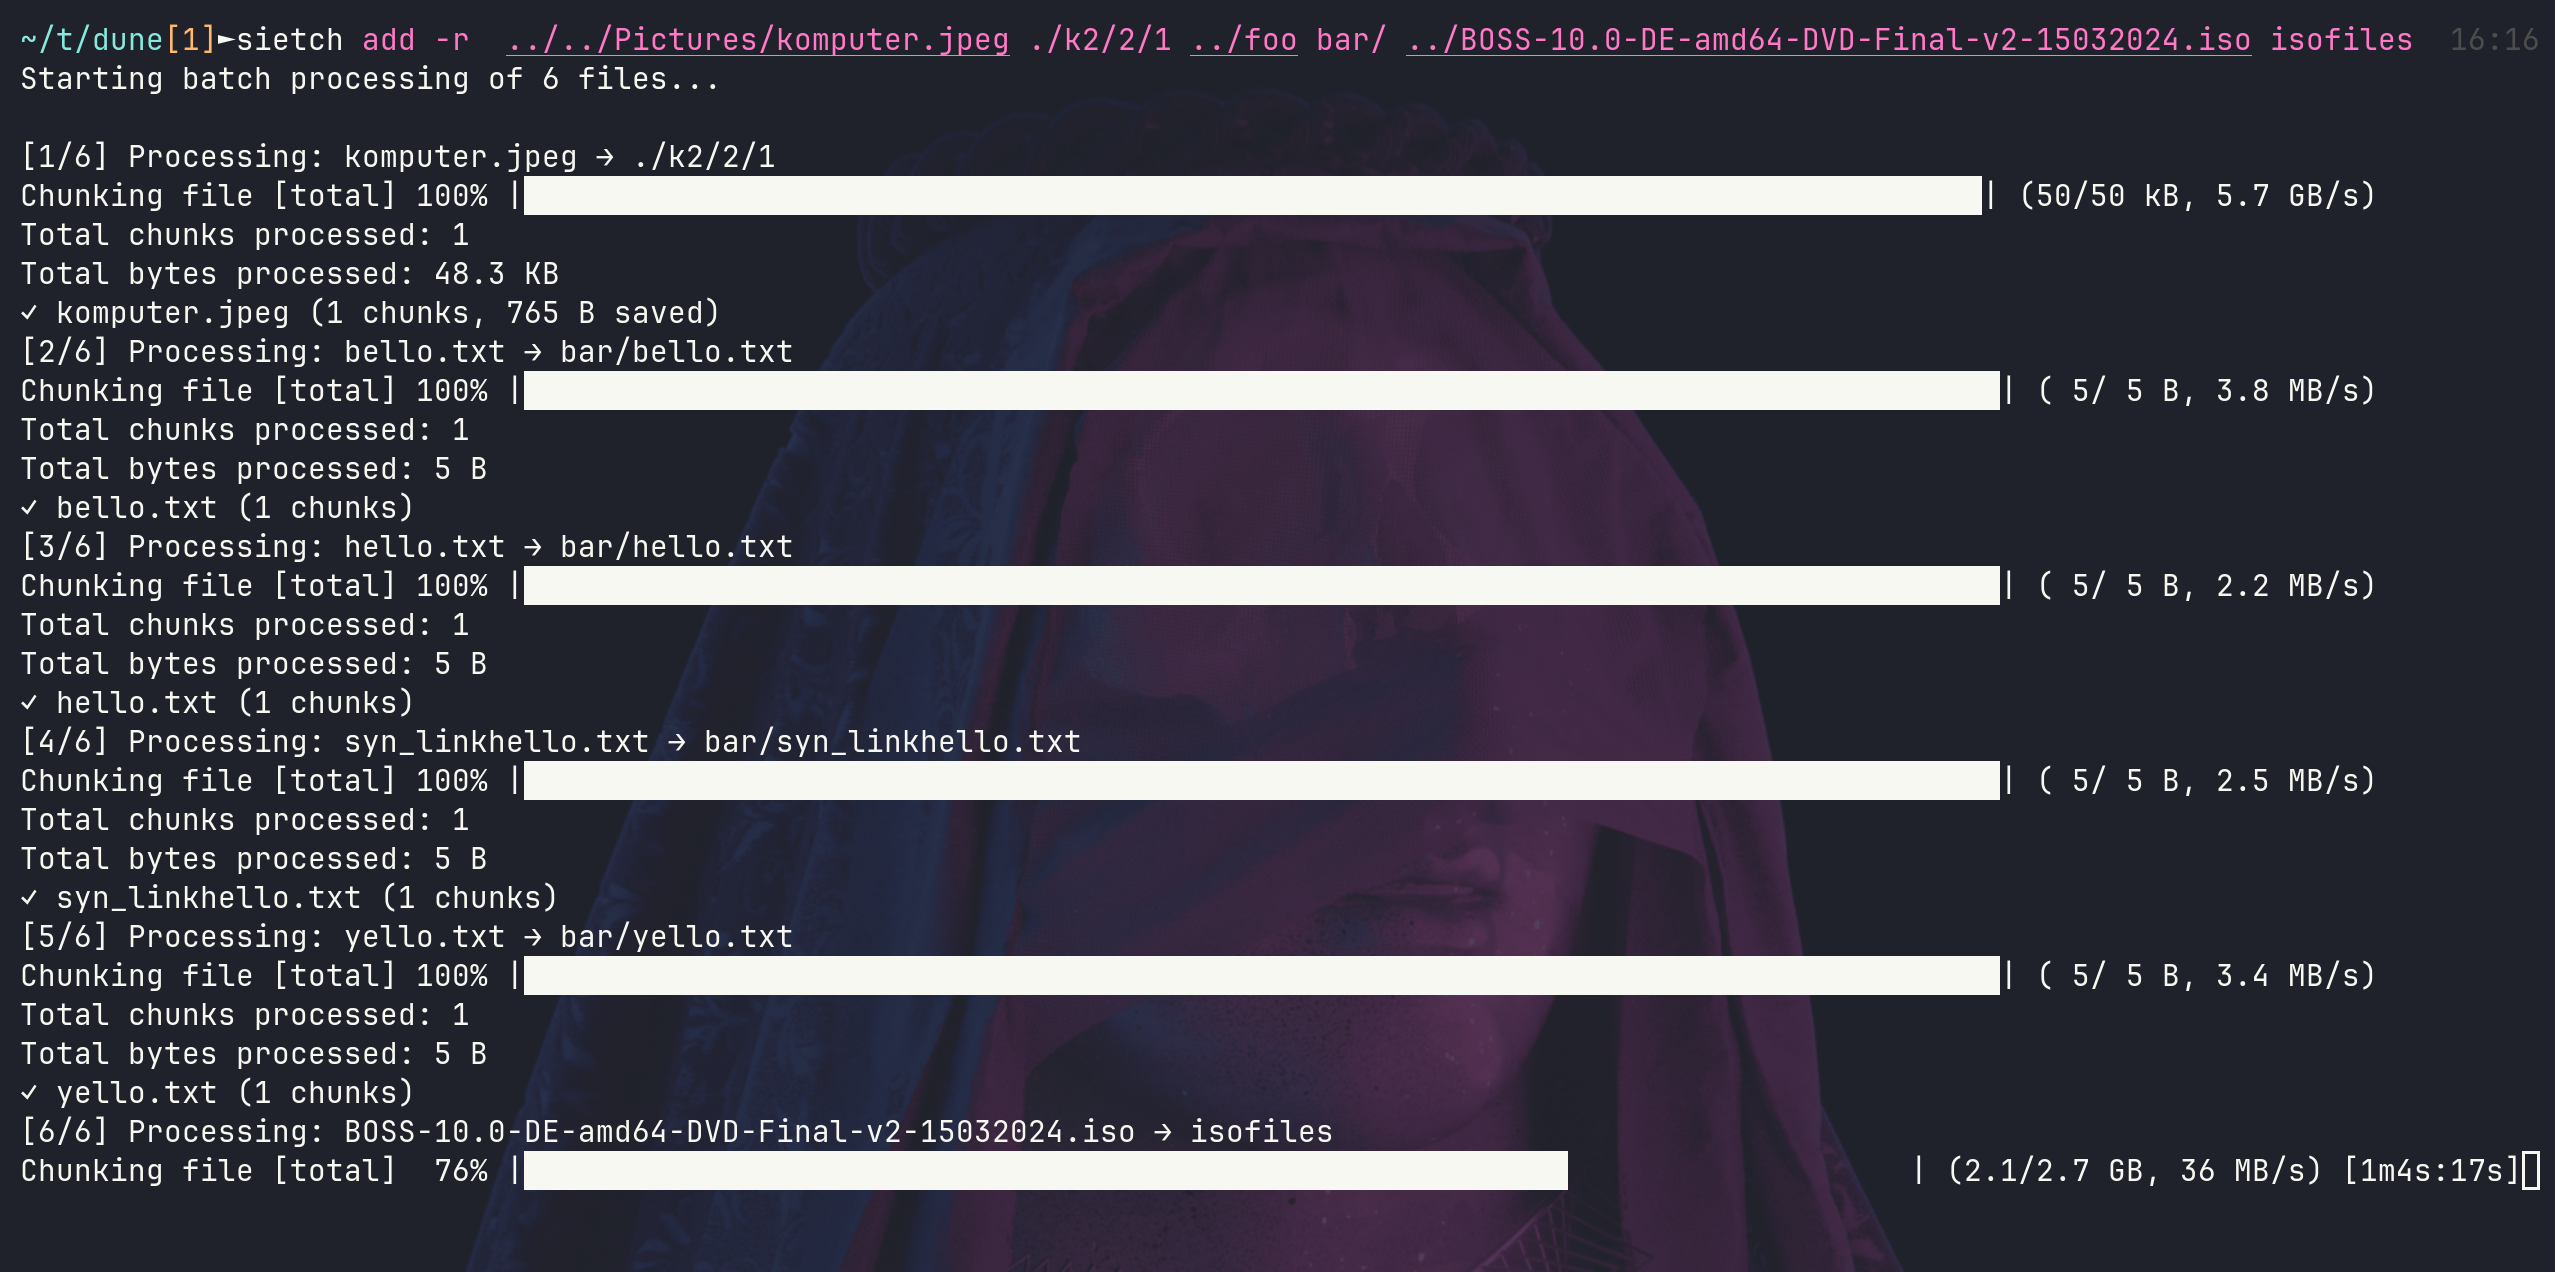 ~/t/dune[1]►sietch add -r  ../../Pictures/komputer.jpeg ./k2/2/1 ../foo bar/ ../BOSS-10.0-DE-amd64-DVD-Final-v2-15032024.iso isofiles  16:16
Starting batch processing of 6 files...
[1/6] Processing: komputer.jpeg → ./k2/2/1
Chunking file [total] 100% | | (50/50 kB, 5.7 GB/s)
Total chunks processed: 1
Total bytes processed: 48.3 KB
✓ komputer.jpeg (1 chunks, 765 B saved)
[2/6] Processing: bello.txt → bar/bello.txt
Chunking file [total] 100% | | ( 5/ 5 B, 3.8 MB/s)
Total chunks processed: 1
Total bytes processed: 5 B
✓ bello.txt (1 chunks)
[3/6] Processing: hello.txt → bar/hello.txt
Chunking file [total] 100% | | ( 5/ 5 B, 2.2 MB/s)
Total chunks processed: 1
Total bytes processed: 5 B
✓ hello.txt (1 chunks)
[4/6] Processing: syn_linkhello.txt → bar/syn_linkhello.txt
Chunking file [total] 100% | | ( 5/ 5 B, 2.5 MB/s)
Total chunks processed: 1
Total bytes processed: 5 B
✓ syn_linkhello.txt (1 chunks)
[5/6] Processing: yello.txt → bar/yello.txt
Chunking file [total] 100% | | ( 5/ 5 B, 3.4 MB/s)
Total chunks processed: 1
Total bytes processed: 5 B
✓ yello.txt (1 chunks)
[6/6] Processing: BOSS-10.0-DE-amd64-DVD-Final-v2-15032024.iso → isofiles
Chunking file [total]  76% | | (2.1/2.7 GB, 36 MB/s) [1m4s:17s]